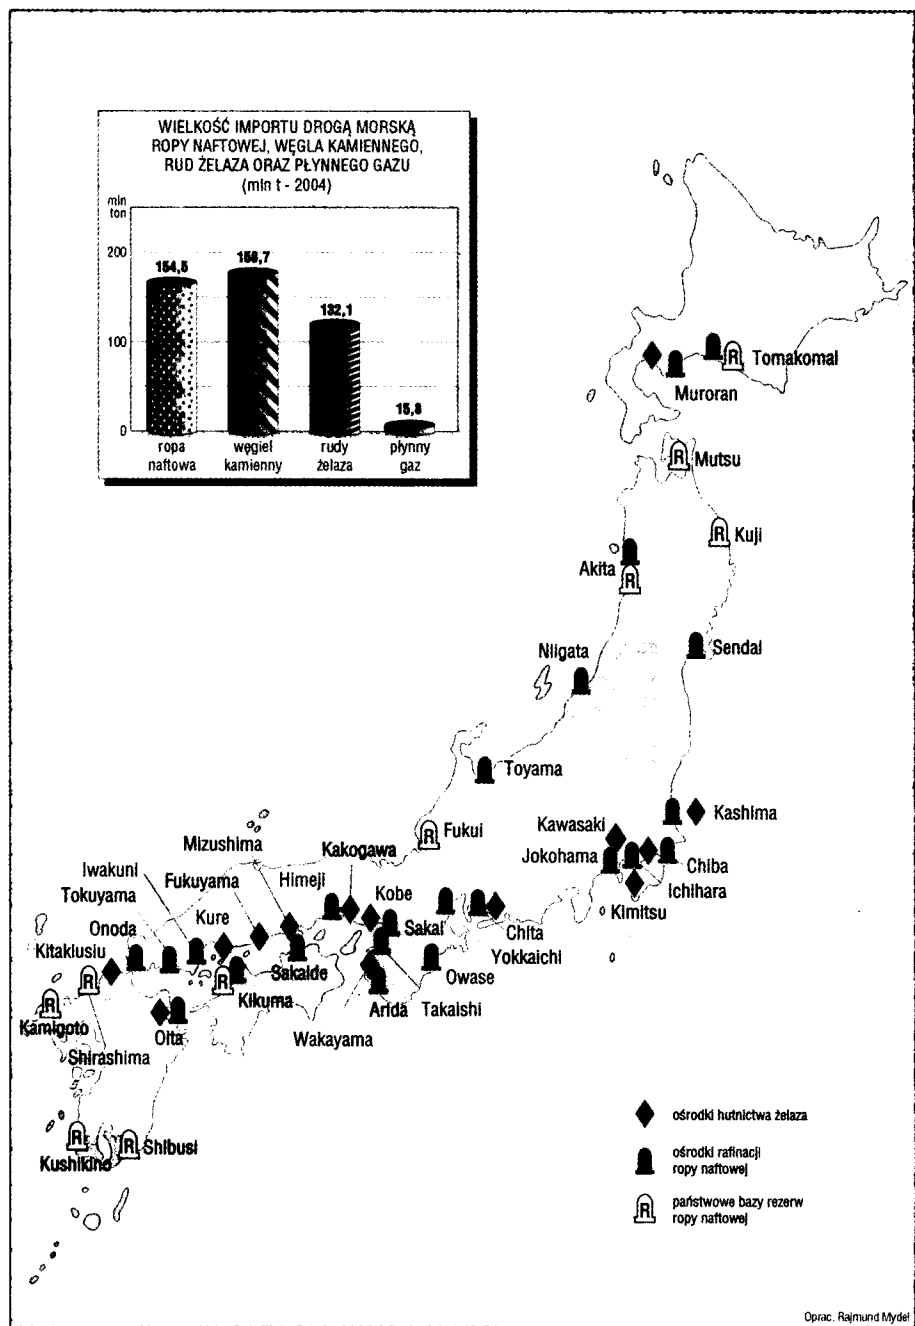 WIELKOŚĆ IMPORTU DROGĄ MORSKĄ
ROPY NAFTOWEJ, WĘGLA KAMIENNEGO,
RUD ŻELAZA ORAZ PŁYNNEGO GAZU
(mln t - 2004)
mln
ton
200
100
0
154,5
156,7
132,1
15,8
ropa
naftowa
węgiel
kamienny
rudy
żelaza
płynny
gaz
R
Tomakomal
Muroran
R
Mutsu
R
Kuji
Akita
R
Sendai
Niigata
Toyama
R
Fukui
Kashima
Kawasaki
Jokohama
Chiba
Ichihara
Kimitsu
Mizushima
Kakogawa
Iwakuni
Fukuyama
Himeji
Tokuyama
Kobe
Onoda
Kure
Sakai
Chita
Yokkaichi
Kitakiusiu
Sakaide
Owase
R
R
Kikuma
R
Kamigoto
Arida
Takaishi
Oita
Wakayama
Shirashima
R
Kushikino
R
Shibusi
ośrodki hutnictwa żelaza
ośrodki rafinacji
ropy naftowej
R
państwowe bazy rezerw
ropy naftowej
Oprac. Rajmund Mydel